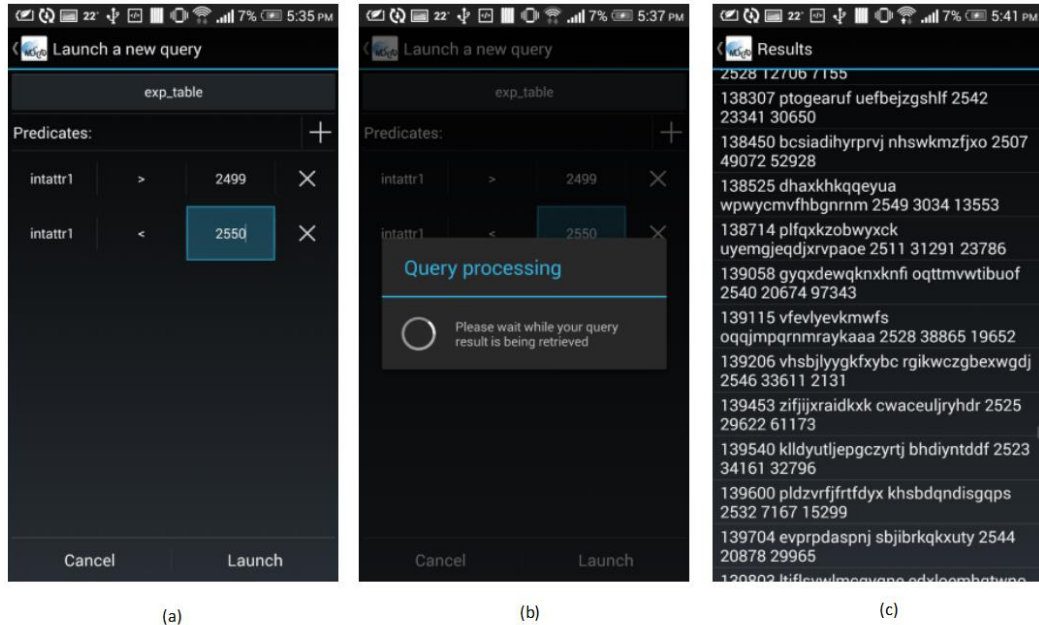 22° 7% 5:35 PM
Launch a new query
exp_table
Predicates:
intattr1 > 2499
intattr1 < 2550
Cancel Launch
(a)
22° 7% 5:37 PM
Launch a new query
exp_table
Predicates:
intattr1 > 2499
intattr1 < 2550
Query processing
Please wait while your query
result is being retrieved
Cancel Launch
(b)
22° 7% 5:41 PM
Results
2528 12706 7155
138307 ptogearuf uefbejzgshlf 2542
23341 30650
138450 bcsiadihyrprvj nhswkmzfjxo 2507
49072 52928
138525 dhaxkhkqqeyua
wpwycmvfhbgnrnm 2549 3034 13553
138714 plfqxkzobwyxck
uyemgjeqdjxrvpaoe 2511 31291 23786
139058 gyqxdewqknxknfi oqttmvwtibuof
2540 20674 97343
139115 vfevlyevkmwfs
oqqjmpqrnmraykaaa 2528 38865 19652
139206 vhsbjlyygkfxybc rgikwczgbexwgdj
2546 33611 2131
139453 zifjijxraidkxk cwaceuljryhdr 2525
29622 61173
139540 klldyutljepgczyrtj bhdiyntddf 2523
34161 32796
139600 pldzvrfjfrtfdyx khsbdqndisgqps
2532 7167 15299
139704 evprpdaspnj sbjibrkqkxuty 2544
20878 29965
(c)